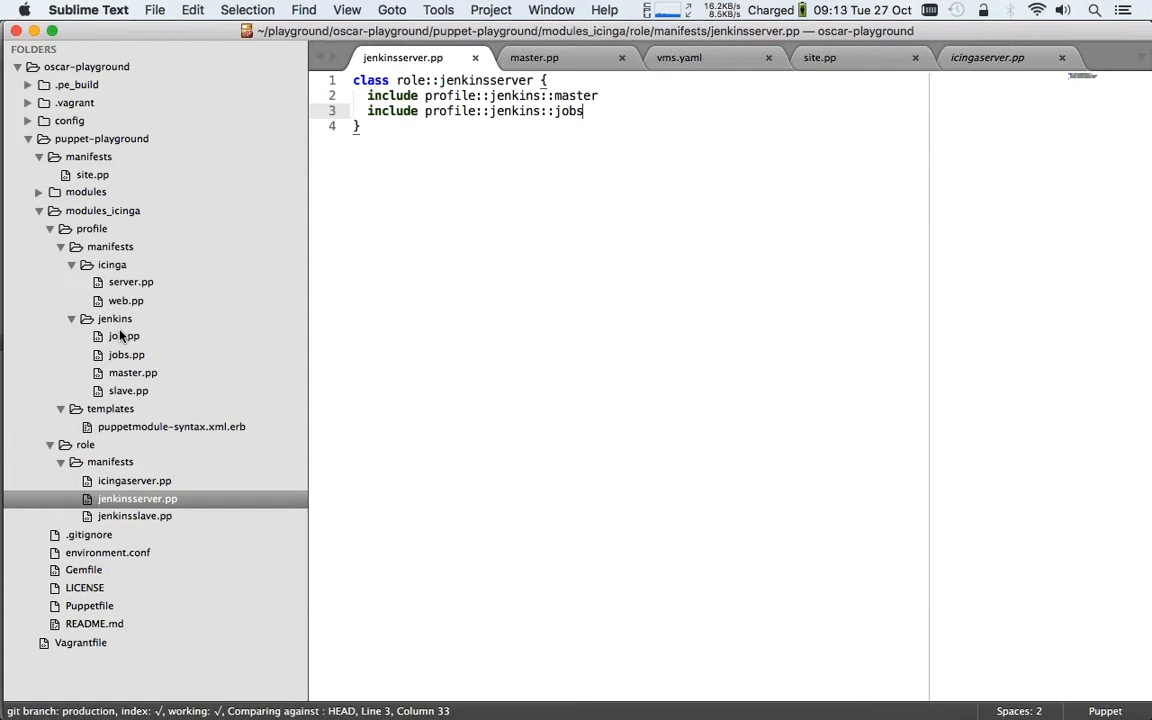 Sublime Text File Edit Selection Find View Goto Tools Project Window Help 16.2KB/s 8.5KB/s Charged 09:13 Tue 27 Oct
~/playground/oscar-playground/puppet-playground/modules_icinga/role/manifests/jenkinsserver.pp — oscar-playground
FOLDERS
oscar-playground
.pe_build
.vagrant
config
puppet-playground
manifests
site.pp
modules
modules_icinga
profile
manifests
icinga
server.pp
web.pp
jenkins
job.pp
jobs.pp
master.pp
slave.pp
templates
puppetmodule-syntax.xml.erb
role
manifests
icingaserver.pp
jenkinsserver.pp
jenkinsslave.pp
.gitignore
environment.conf
Gemfile
LICENSE
Puppetfile
README.md
Vagrantfile
jenkinsserver.pp × master.pp × vms.yaml × site.pp × icingaserver.pp ×
1 class role::jenkinsserver {
2 include profile::jenkins::master
3 include profile::jenkins::jobs
4 }
git branch: production, index: √, working: √, Comparing against : HEAD, Line 3, Column 33 Spaces: 2 Puppet